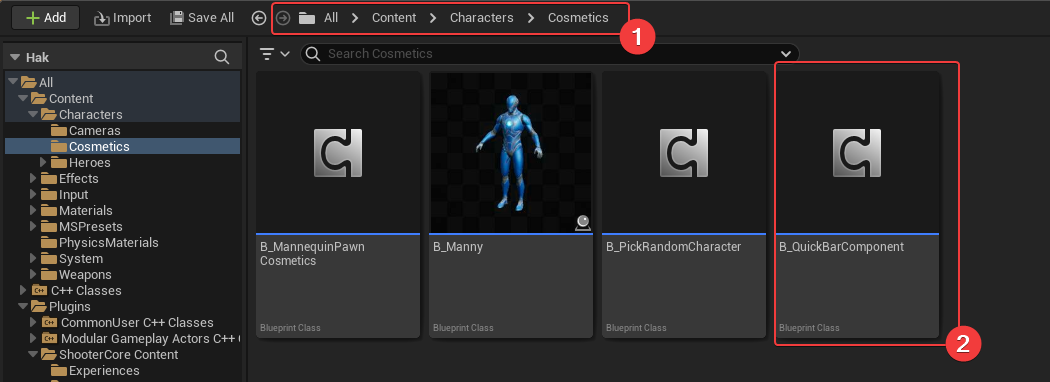 Add
Import
Save All
All
Content
Characters
Cosmetics
1
Hak
Search Cosmetics
All
Content
Characters
Cameras
Cosmetics
Heroes
Effects
Input
Materials
MSPresets
PhysicsMaterials
System
Weapons
C++ Classes
Plugins
CommonUser C++ Classes
Modular Gameplay Actors C++
ShooterCore Content
Experiences
B_MannequinPawn
Cosmetics
Blueprint Class
B_Manny
Blueprint Class
B_PickRandomCharacter
Blueprint Class
B_QuickBarComponent
Blueprint Class
2